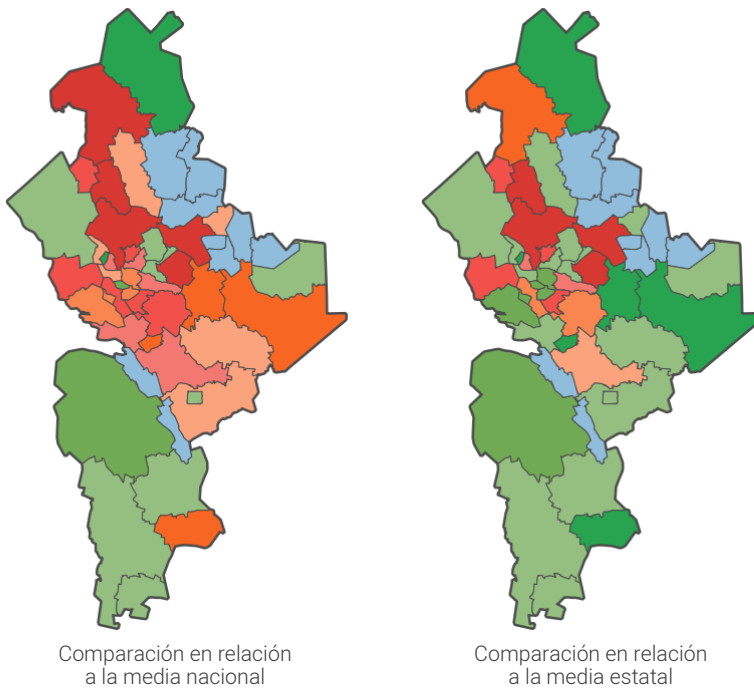 Comparación en relación
a la media nacional
Comparación en relación
a la media estatal